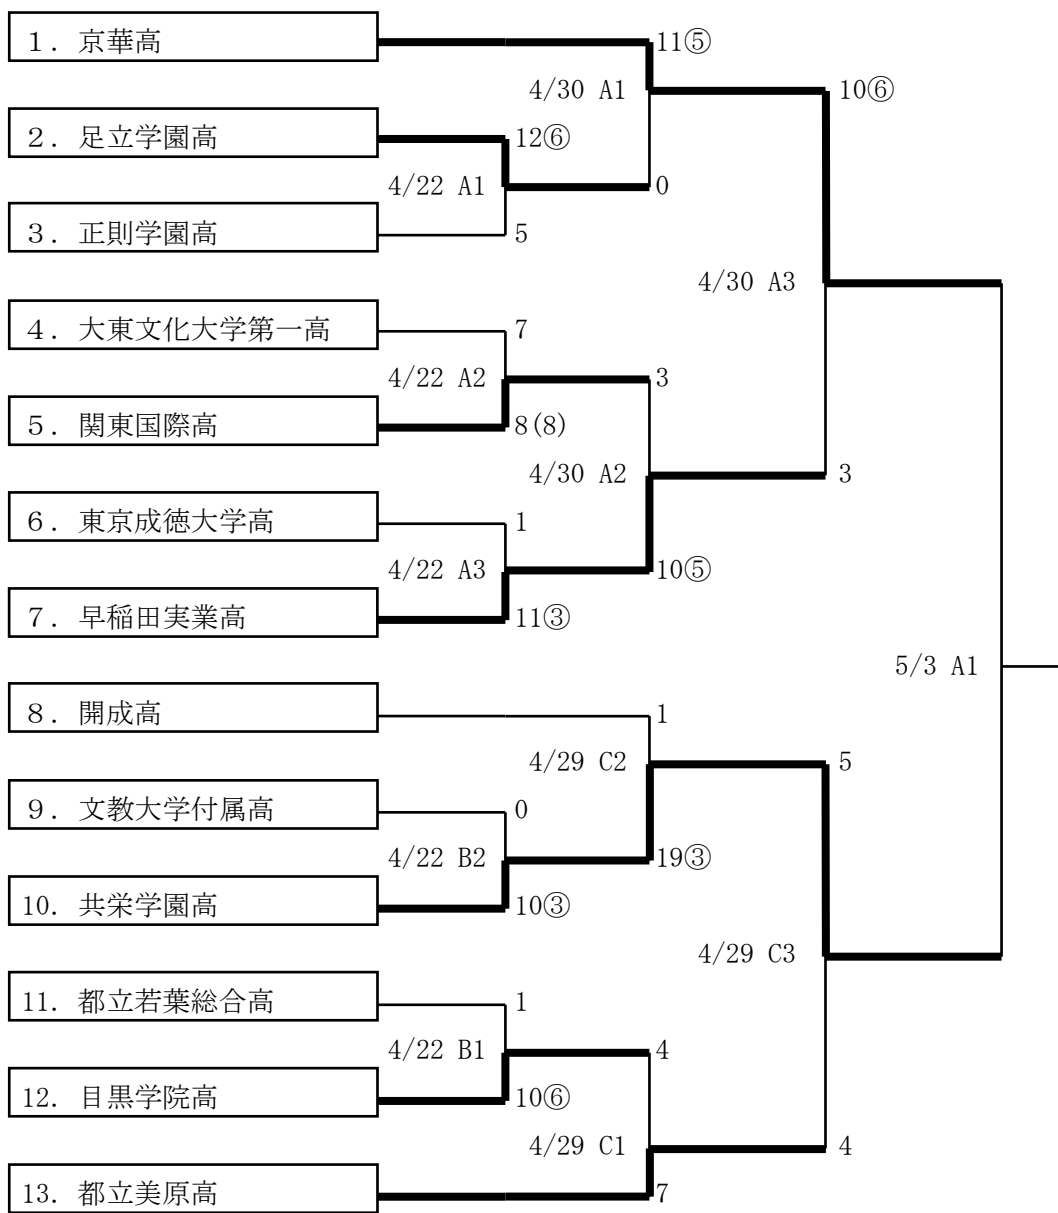 1. 京華高
11⑤
4/30 A1
10⑥
2. 足立学園高
12⑥
4/22 A1
0
3. 正則学園高
5
4/30 A3
4. 大東文化大学第一高
7
4/22 A2
3
5. 関東国際高
8(8)
4/30 A2
3
6. 東京成徳大学高
1
4/22 A3
10⑤
7. 早稲田実業高
11③
5/3 A1
8. 開成高
1
4/29 C2
5
9. 文教大学付属高
0
4/22 B2
19③
10. 共栄学園高
10③
4/29 C3
11. 都立若葉総合高
1
4/22 B1
4
12. 目黒学院高
10⑥
4/29 C1
4
13. 都立美原高
7